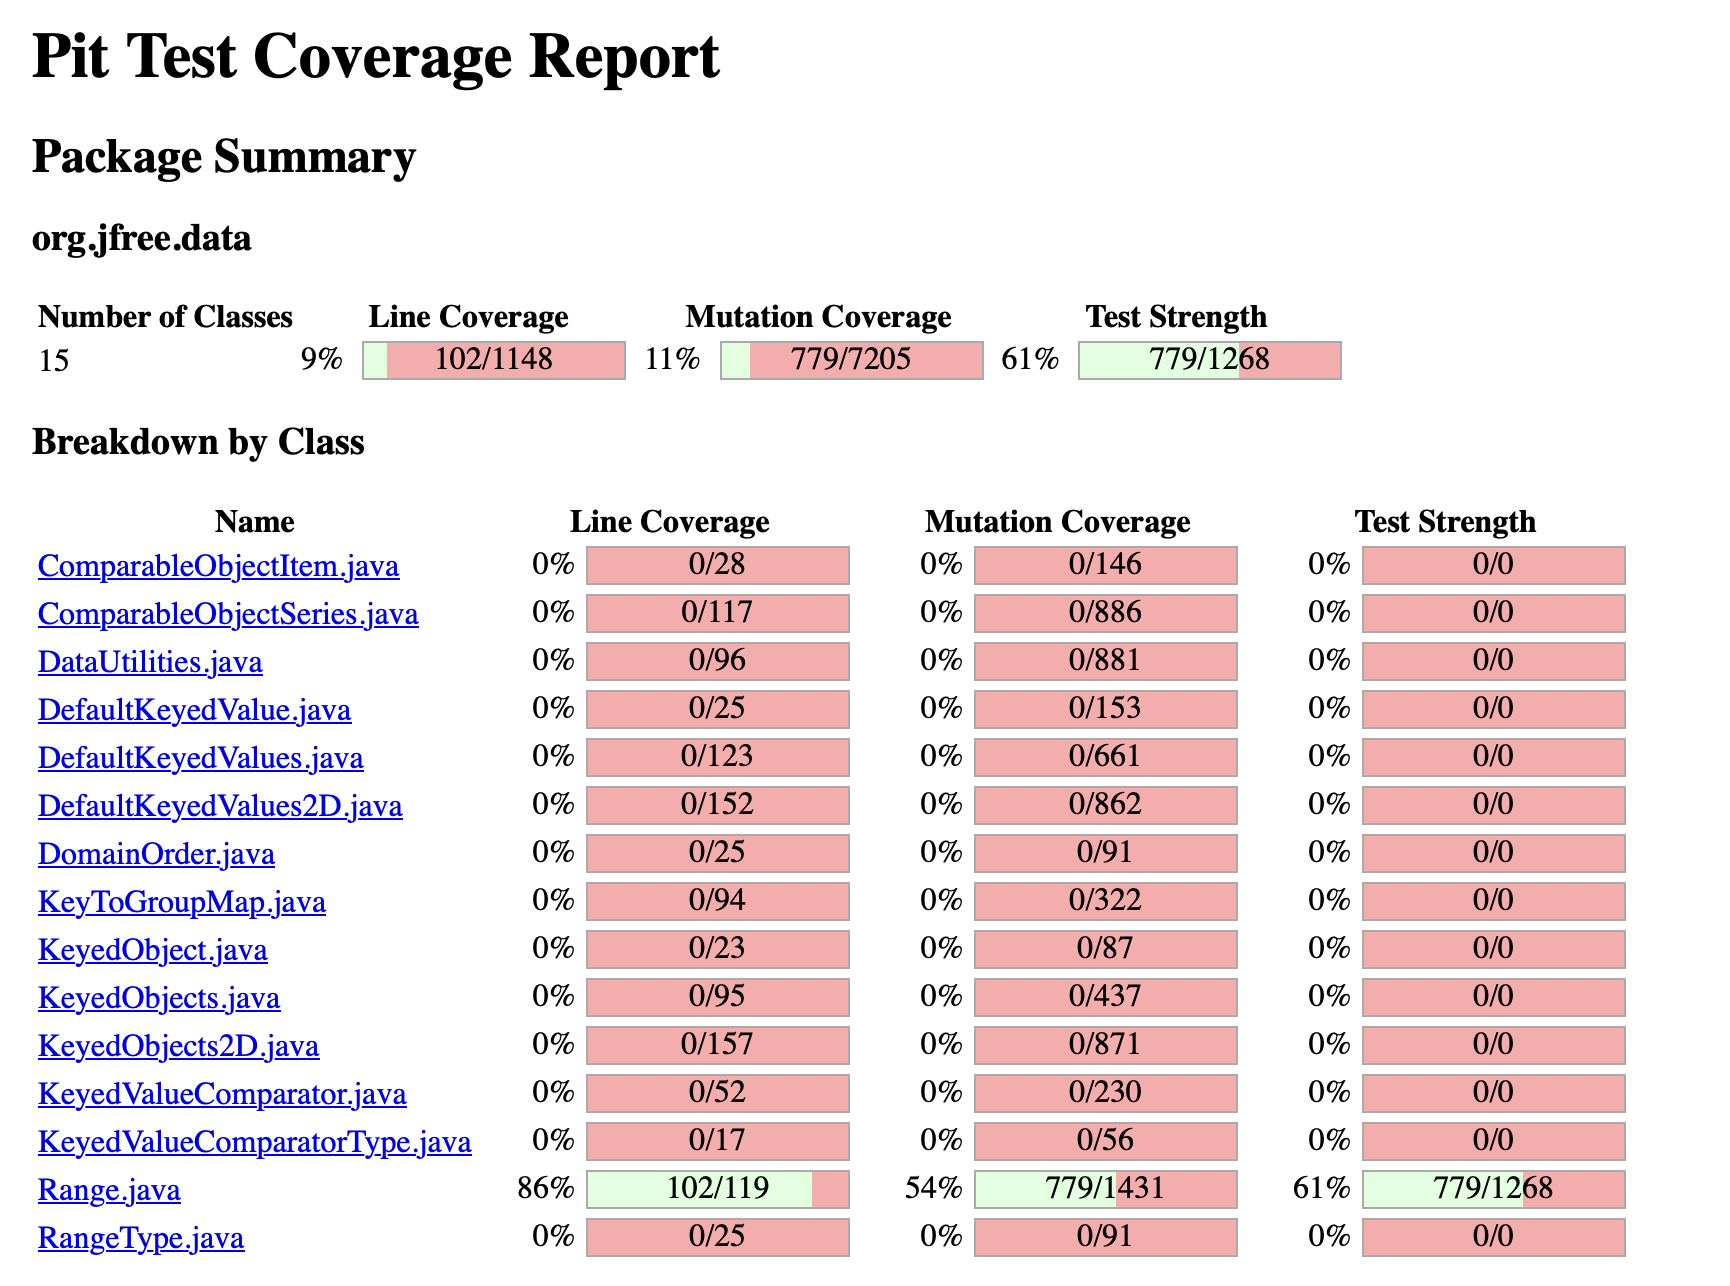 Pit Test Coverage Report
Package Summary
org.jfree.data
Number of Classes Line Coverage Mutation Coverage Test Strength
15 9% 102/1148 11% 779/7205 61% 779/1268
Breakdown by Class
Name Line Coverage Mutation Coverage Test Strength
ComparableObjectItem.java 0% 0/28 0% 0/146 0% 0/0
ComparableObjectSeries.java 0% 0/117 0% 0/886 0% 0/0
DataUtilities.java 0% 0/96 0% 0/881 0% 0/0
DefaultKeyedValue.java 0% 0/25 0% 0/153 0% 0/0
DefaultKeyedValues.java 0% 0/123 0% 0/661 0% 0/0
DefaultKeyedValues2D.java 0% 0/152 0% 0/862 0% 0/0
DomainOrder.java 0% 0/25 0% 0/91 0% 0/0
KeyToGroupMap.java 0% 0/94 0% 0/322 0% 0/0
KeyedObject.java 0% 0/23 0% 0/87 0% 0/0
KeyedObjects.java 0% 0/95 0% 0/437 0% 0/0
KeyedObjects2D.java 0% 0/157 0% 0/871 0% 0/0
KeyedValueComparator.java 0% 0/52 0% 0/230 0% 0/0
KeyedValueComparatorType.java 0% 0/17 0% 0/56 0% 0/0
Range.java 86% 102/119 54% 779/1431 61% 779/1268
RangeType.java 0% 0/25 0% 0/91 0% 0/0